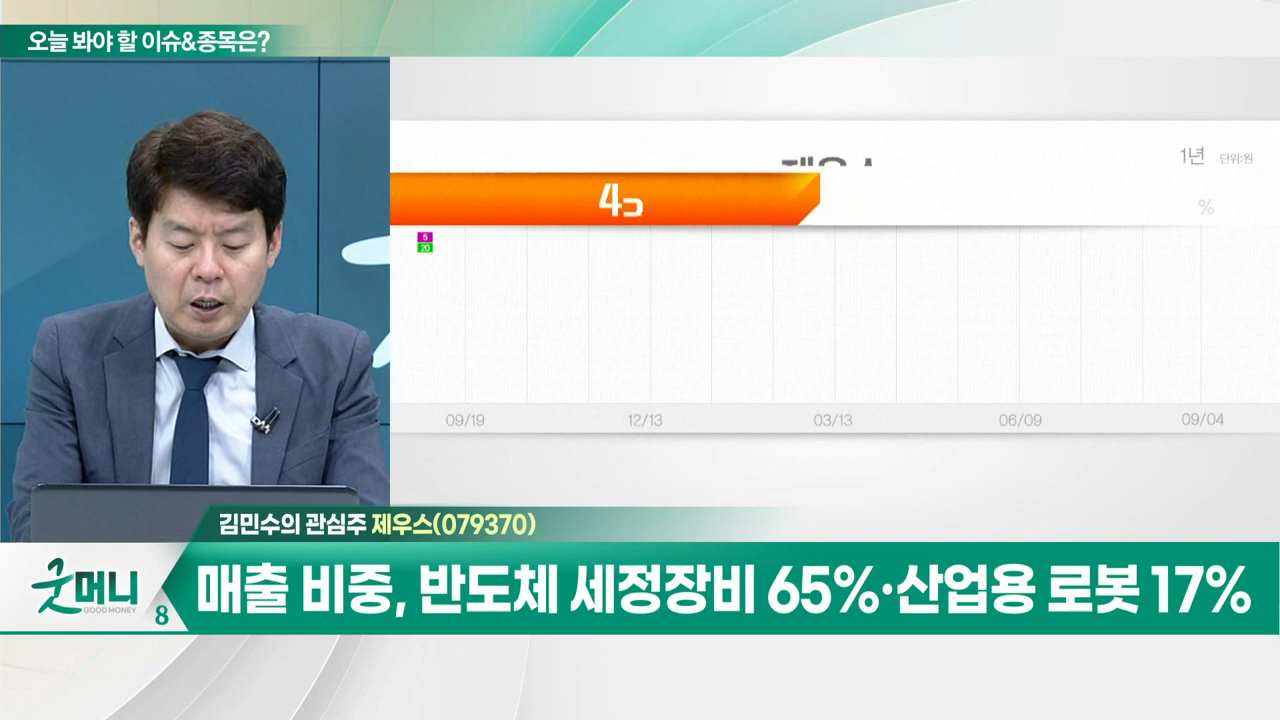 오늘 봐야 할 이슈&종목은?
1년 단위:원
%
5
20
09/19 12/13 03/13 06/09 09/04
김민수의 관심주 제우스(079370)
굿머니
GOOD MONEY
8
매출 비중, 반도체 세정장비 65%·산업용 로봇 17%